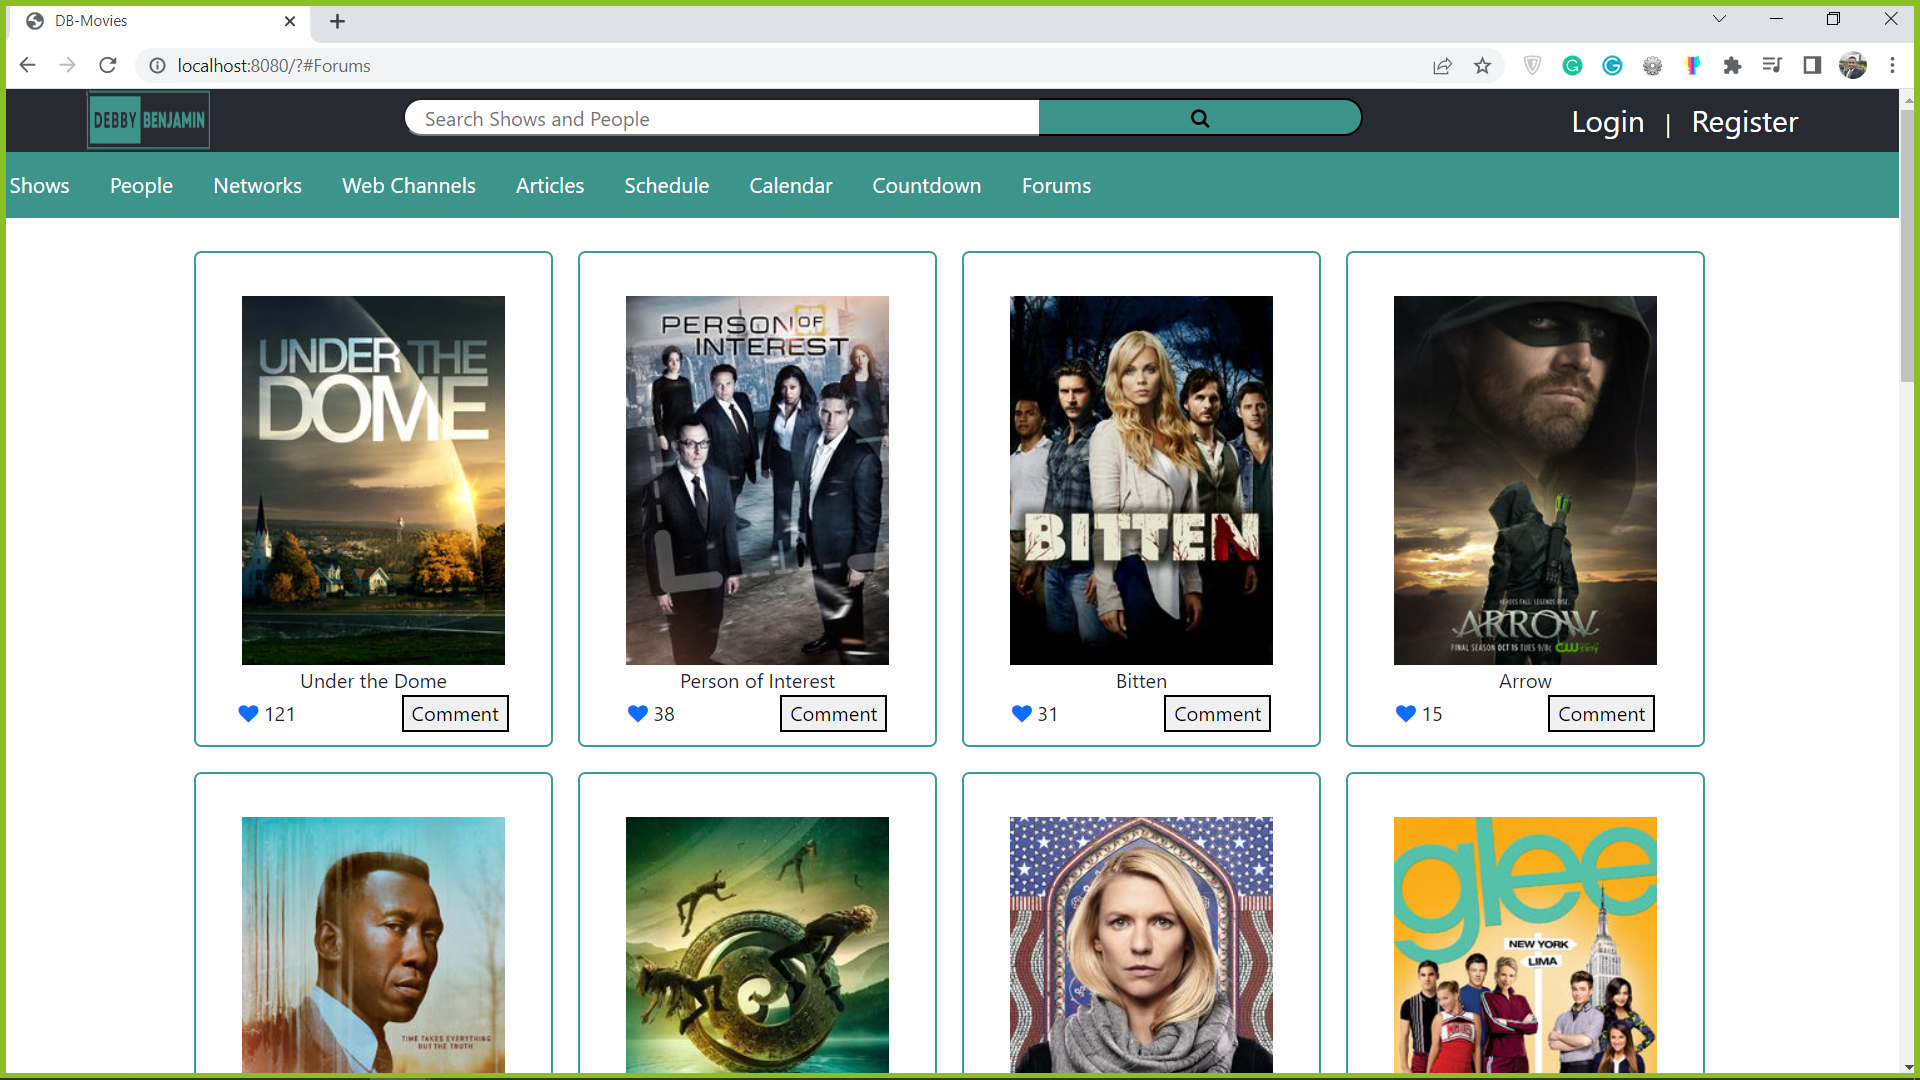 DB-Movies
localhost:8080/?#Forums
DEBBY BENJAMIN
Search Shows and People
Login | Register
Shows People Networks Web Channels Articles Schedule Calendar Countdown Forums
UNDER THE
DOME
PERSON OF
INTEREST
BITTEN
HEROES FALL. LEGENDS RISE.
ARROW
FINAL SEASON OCT 15 TUES 9/8c CW
Under the Dome
121 Comment
Person of Interest
38 Comment
Bitten
31 Comment
Arrow
15 Comment
TIME TAKES EVERYTHING
BUT THE TRUTH
glee
NEW YORK
LIMA